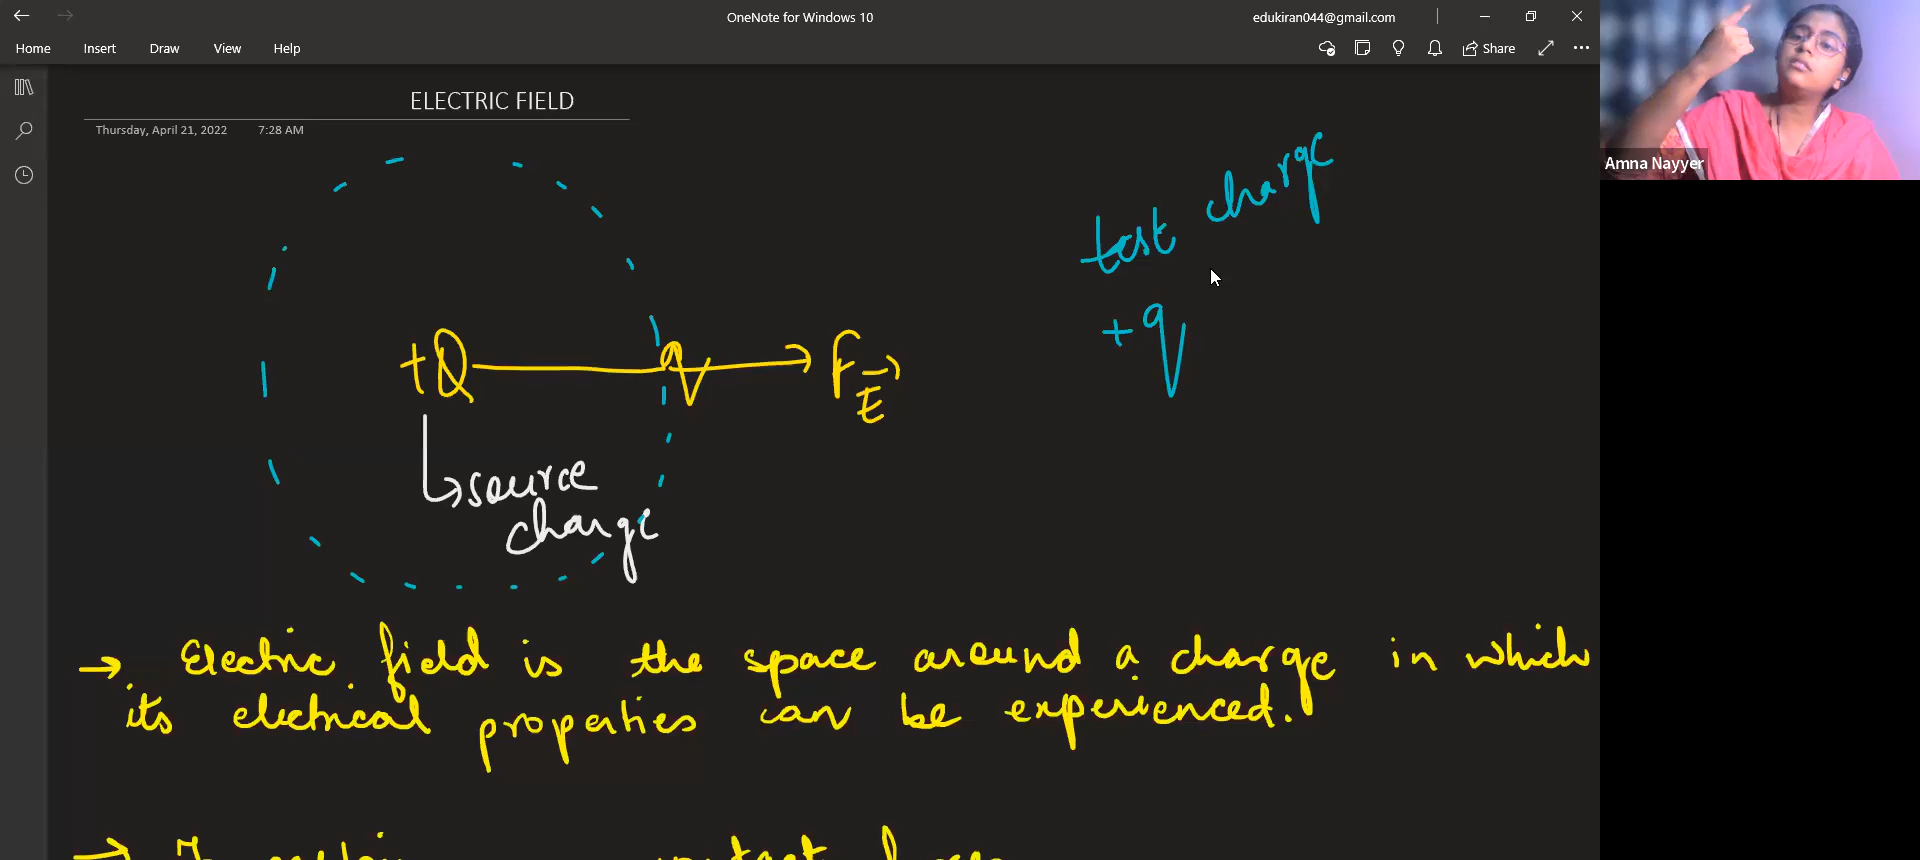 OneNote for Windows 10
edukiran044@gmail.com
Home Insert Draw View Help
Share
Amna Nayyer
ELECTRIC FIELD
Thursday, April 21, 2022 7:28 AM
test charge
+q
+Q q F
E
source
charge
→ Electric field is the space around a charge in which
its electrical properties can be experienced.